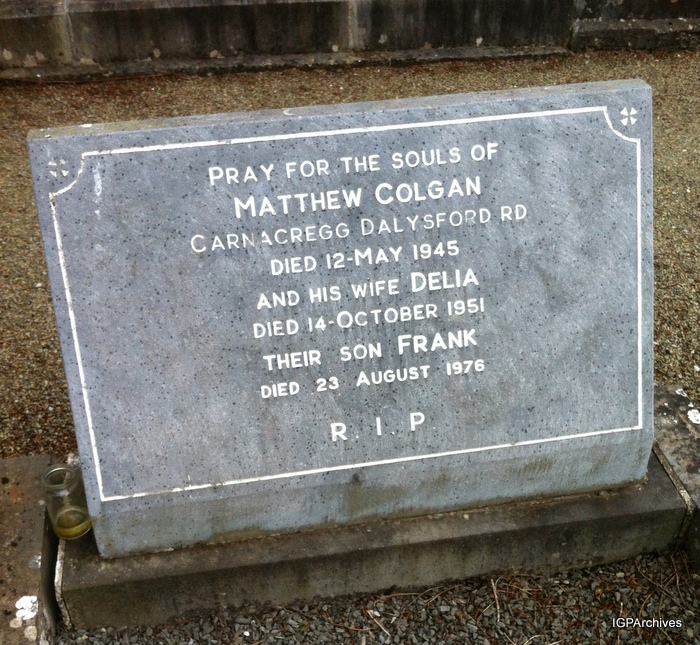 PRAY FOR THE SOULS OF
MATTHEW COLGAN
CARNACREGG DALYSFORD RD
DIED 12-MAY 1945
AND HIS WIFE DELIA
DIED 14-OCTOBER 1951
THEIR SON FRANK
DIED 23 AUGUST 1976
R. I. P
IGPArchives